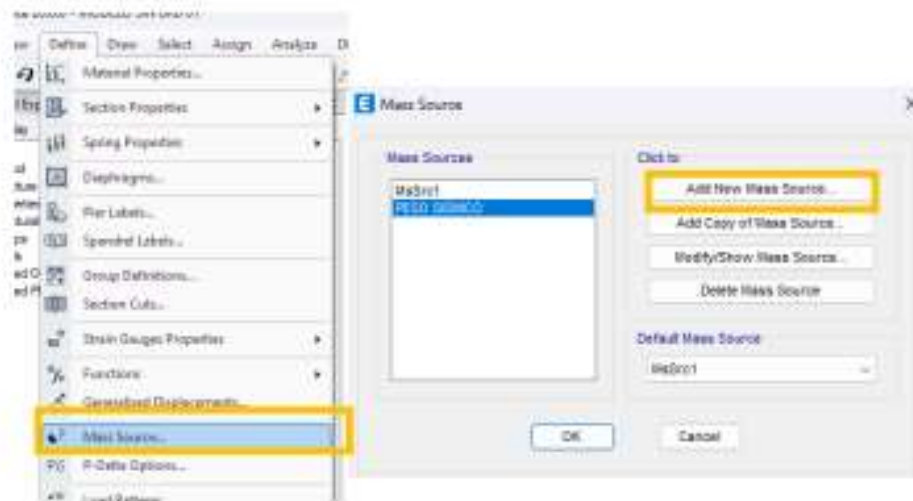 Define Draw Select Assign Analyze
Material Properties...
Section Properties
Spring Properties
Diaphragms...
Pier Labels...
Spandrel Labels...
Group Definitions...
Section Cuts...
Strain Gauges Properties
Functions
Generalized Displacements...
Mass Source...
P-Delta Options...
Load Patterns
Mass Source
Mass Sources
MsSrc1
PESO SISMICO
Click to:
Add New Mass Source...
Add Copy of Mass Source...
Modify/Show Mass Source...
Delete Mass Source
Default Mass Source
MsSrc1
OK
Cancel